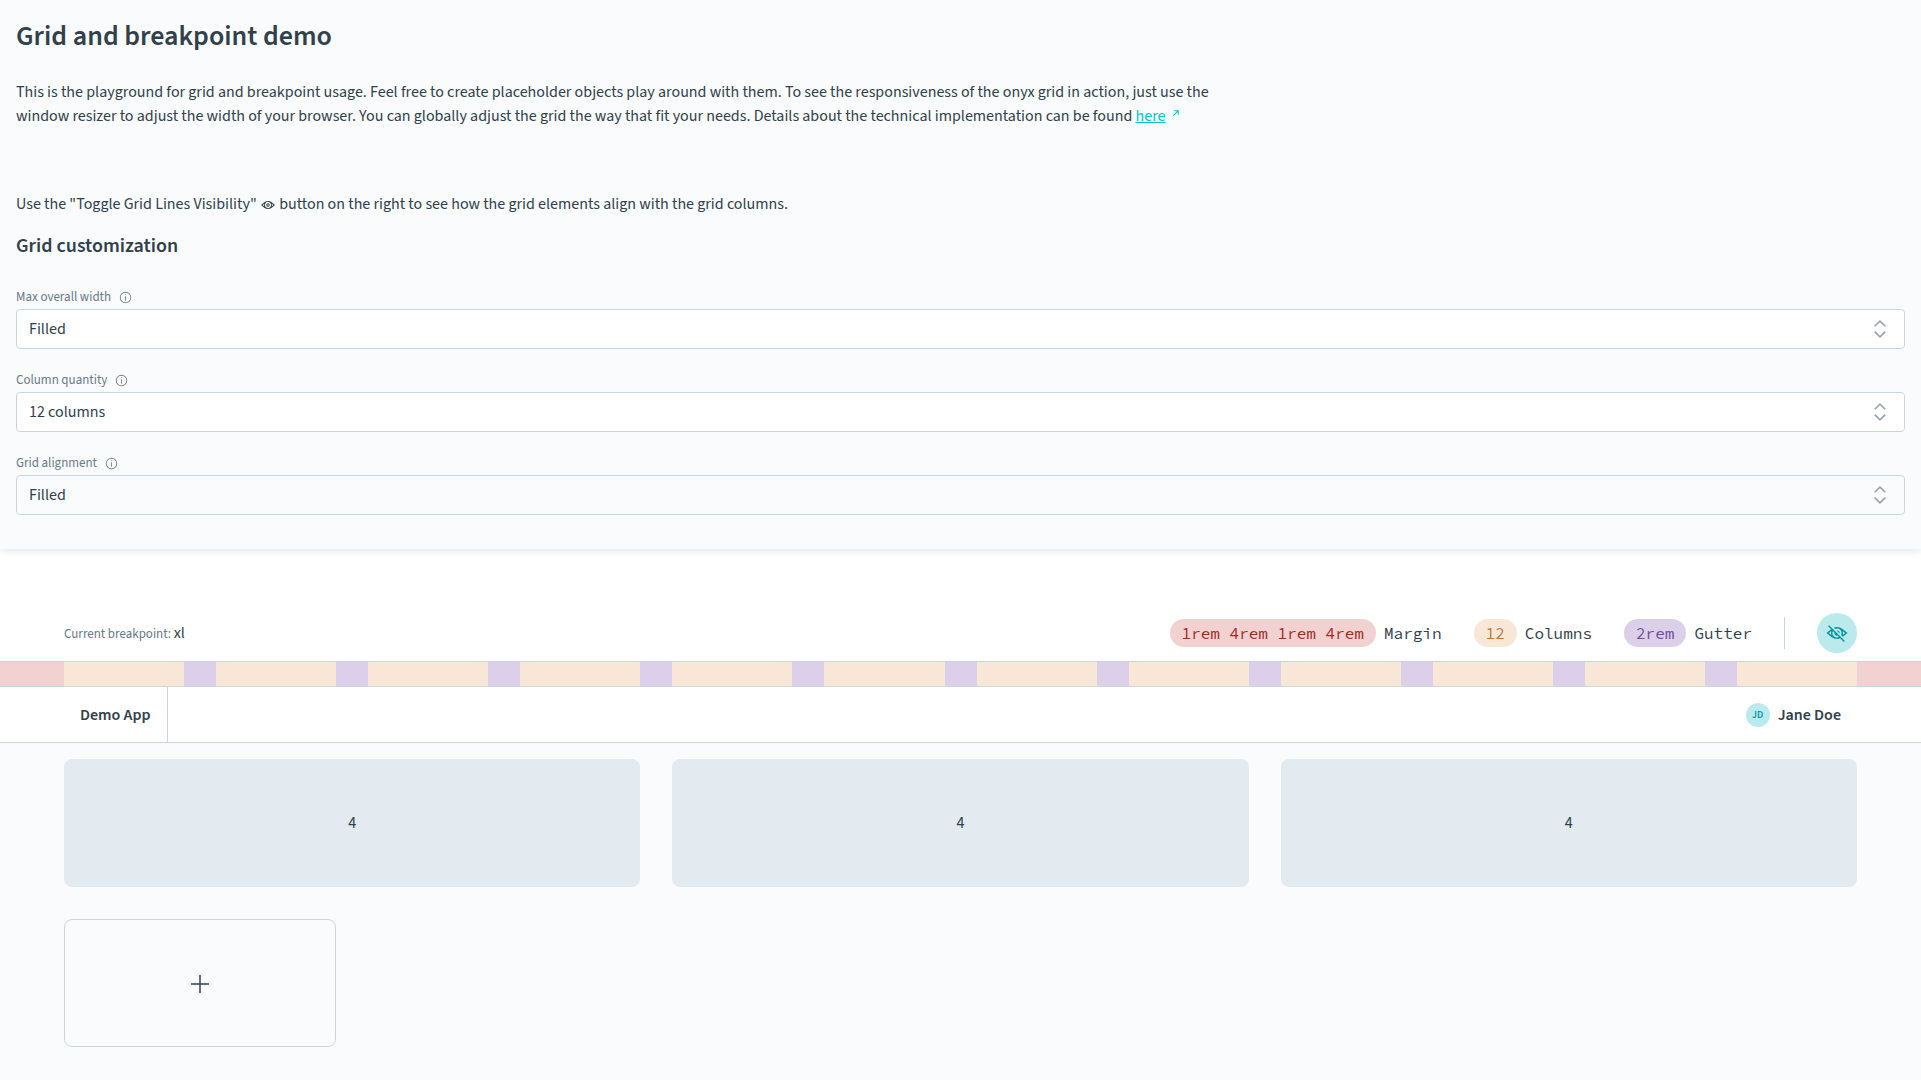 Grid and breakpoint demo
This is the playground for grid and breakpoint usage. Feel free to create placeholder objects play around with them. To see the responsiveness of the onyx grid in action, just use the
window resizer to adjust the width of your browser. You can globally adjust the grid the way that fit your needs. Details about the technical implementation can be found here
Use the "Toggle Grid Lines Visibility" button on the right to see how the grid elements align with the grid columns.
Grid customization
Max overall width
Filled
Column quantity
12 columns
Grid alignment
Filled
Current breakpoint: xl
1rem 4rem 1rem 4rem Margin 12 Columns 2rem Gutter
Demo App
JD Jane Doe
4 4 4